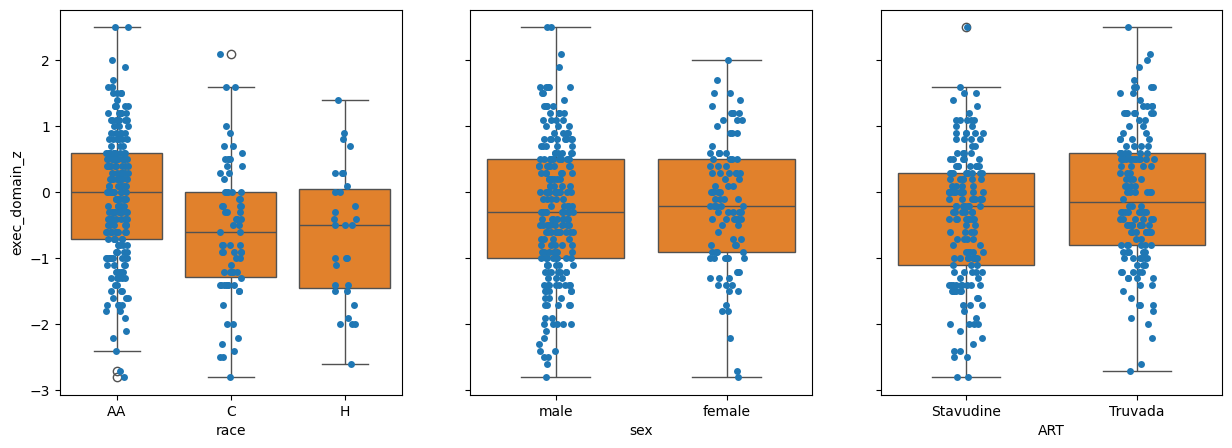 exec_domain_z
2
1
0
−1
−2
−3
AA C H
race
male female
sex
Stavudine Truvada
ART